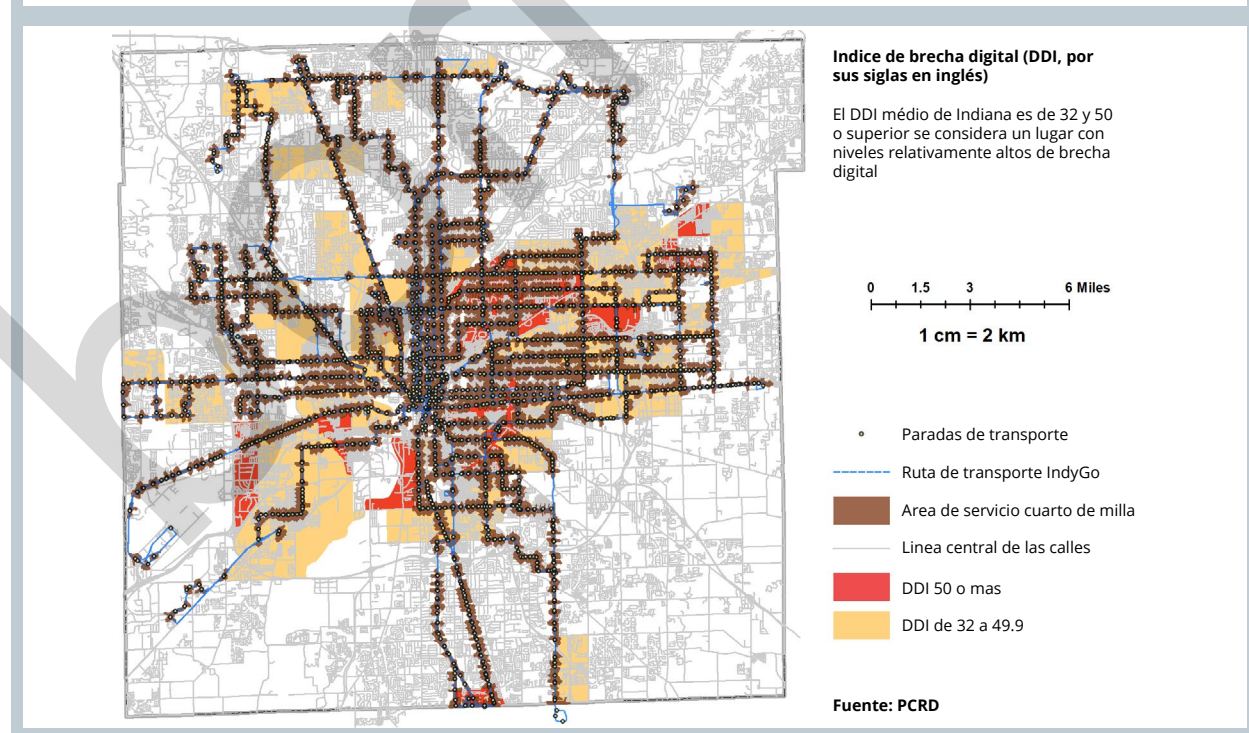 Indice de brecha digital (DDI, por
sus siglas en inglés)
El DDI médio de Indiana es de 32 y 50
o superior se considera un lugar con
niveles relativamente altos de brecha
digital
0 1.5 3 6 Miles
1 cm = 2 km
Paradas de transporte
Ruta de transporte IndyGo
Area de servicio cuarto de milla
Linea central de las calles
DDI 50 o mas
DDI de 32 a 49.9
Fuente: PCRD